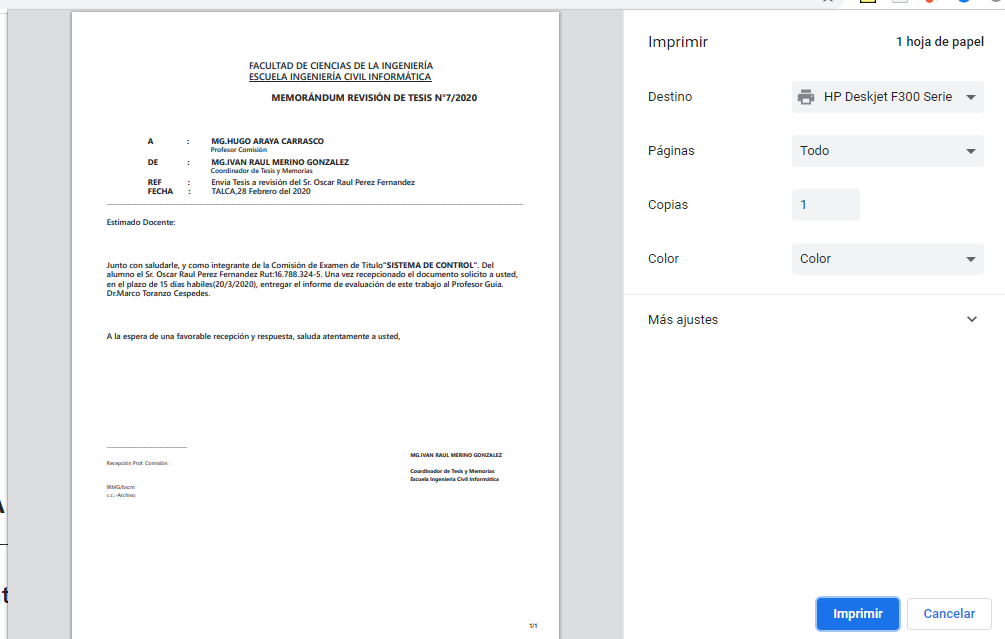 FACULTAD DE CIENCIAS DE LA INGENIERÍA
ESCUELA INGENIERÍA CIVIL INFORMÁTICA
MEMORÁNDUM REVISIÓN DE TESIS N°7/2020
A : MG.HUGO ARAYA CARRASCO
Profesor Comisión
DE : MG.IVAN RAUL MERINO GONZALEZ
Coordinador de Tesis y Memorias
REF : Envia Tesis a revisión del Sr. Oscar Raul Perez Fernandez
FECHA : TALCA,28 Febrero del 2020
Estimado Docente:
Junto con saludarle, y como integrante de la Comisión de Examen de Título"SISTEMA DE CONTROL". Del
alumno el Sr. Oscar Raul Perez Fernandez Rut:16.788.324-5. Una vez recepcionado el documento solicito a usted,
en el plazo de 15 días habiles(20/3/2020), entregar el informe de evaluación de este trabajo al Profesor Guía.
Dr.Marco Toranzo Cespedes.
A la espera de una favorable recepción y respuesta, saluda atentamente a usted,
Recepción Prof. Comisión
IRMG/bscm
c.c.:-Archivo
MG.IVAN RAUL MERINO GONZALEZ
Coordinador de Tesis y Memorias
Escuela Ingeniería Civil Informática
1/1
Imprimir
1 hoja de papel
Destino
HP Deskjet F300 Serie
Páginas
Todo
Copias
1
Color
Color
Más ajustes
Imprimir
Cancelar